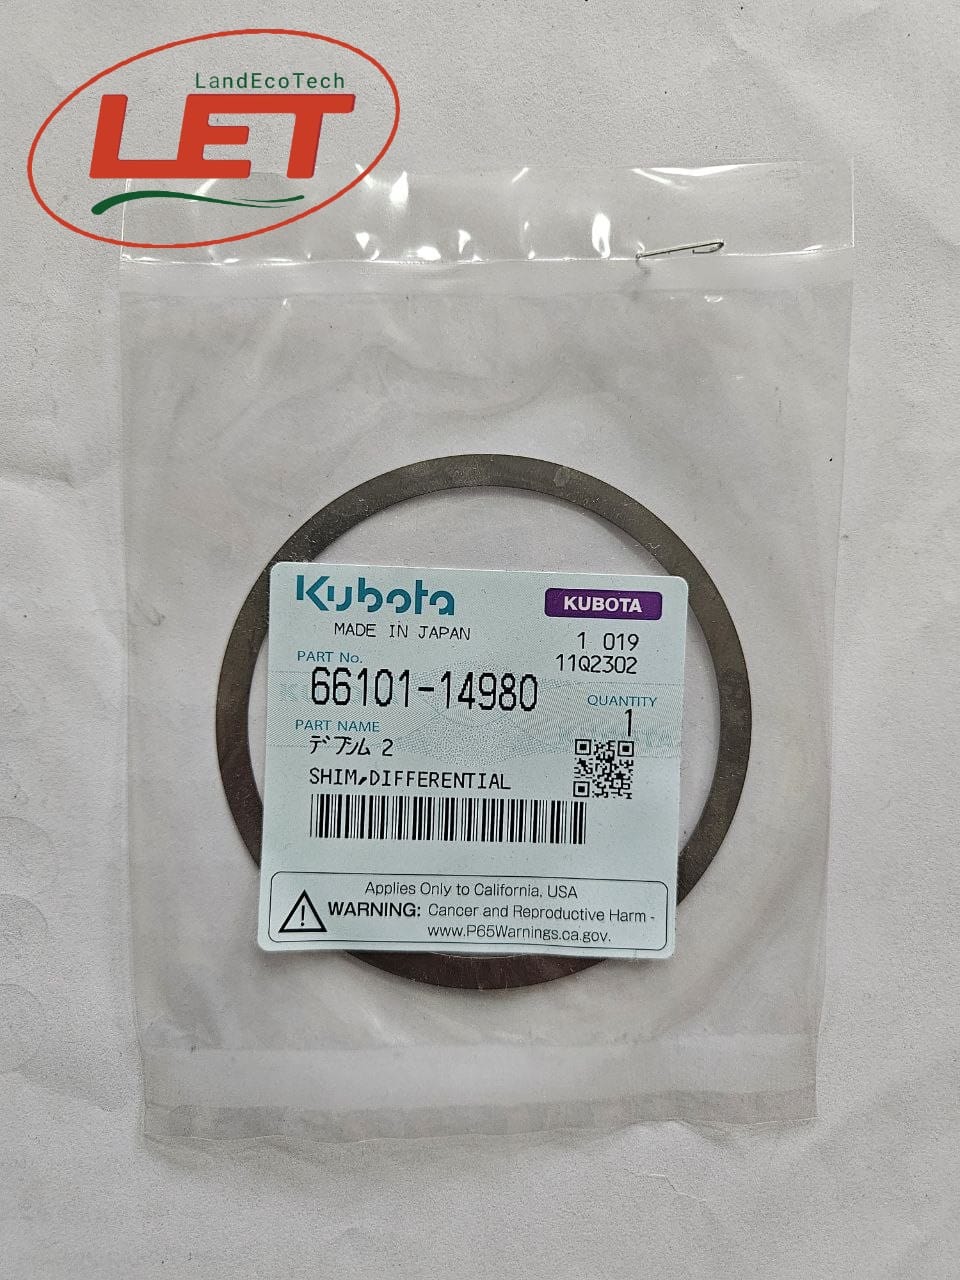 LandEcoTech
LET
Kubota
KUBOTA
MADE IN JAPAN
1 019
11Q2302
PART No.
66101-14980
QUANTITY
1
PART NAME
デフシム 2
SHIM,DIFFERENTIAL
Applies Only to California, USA
WARNING: Cancer and Reproductive Harm -
www.P65Warnings.ca.gov.